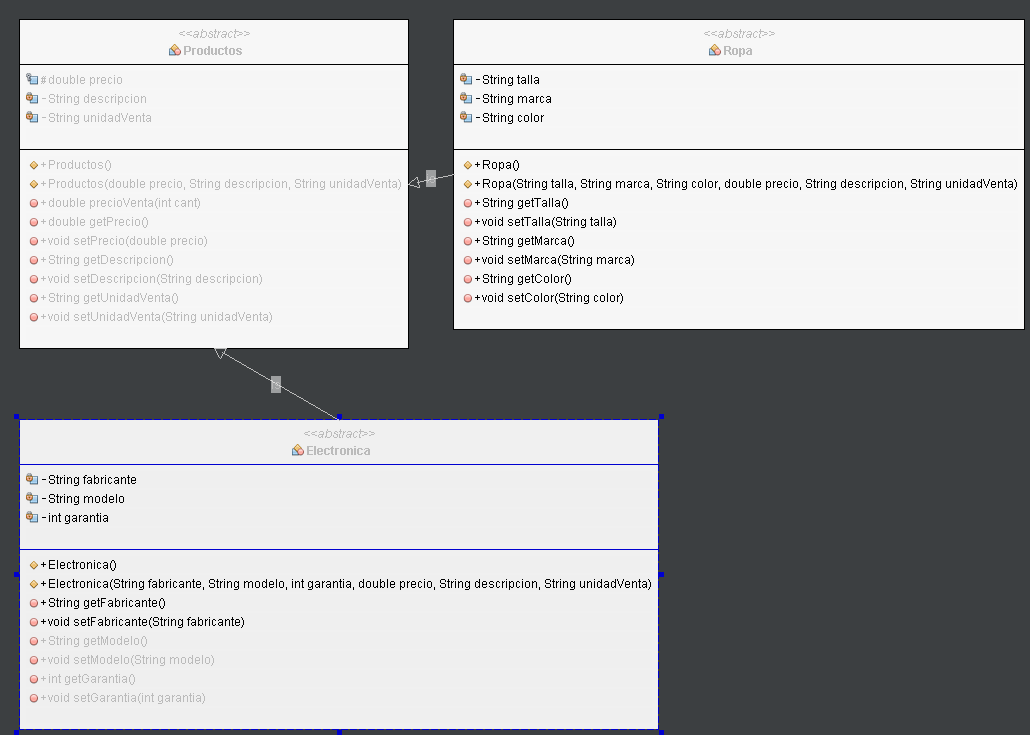 <<abstract>>
Productos
# double precio
- String descripcion
- String unidadVenta
+ Productos()
+ Productos(double precio, String descripcion, String unidadVenta)
+ double precioVenta(int cant)
+ double getPrecio()
+ void setPrecio(double precio)
+ String getDescripcion()
+ void setDescripcion(String descripcion)
+ String getUnidadVenta()
+ void setUnidadVenta(String unidadVenta)
<<abstract>>
Ropa
- String talla
- String marca
- String color
+ Ropa()
+ Ropa(String talla, String marca, String color, double precio, String descripcion, String unidadVenta)
+ String getTalla()
+ void setTalla(String talla)
+ String getMarca()
+ void setMarca(String marca)
+ String getColor()
+ void setColor(String color)
<<abstract>>
Electronica
- String fabricante
- String modelo
- int garantia
+ Electronica()
+ Electronica(String fabricante, String modelo, int garantia, double precio, String descripcion, String unidadVenta)
+ String getFabricante()
+ void setFabricante(String fabricante)
+ String getModelo()
+ void setModelo(String modelo)
+ int getGarantia()
+ void setGarantia(int garantia)